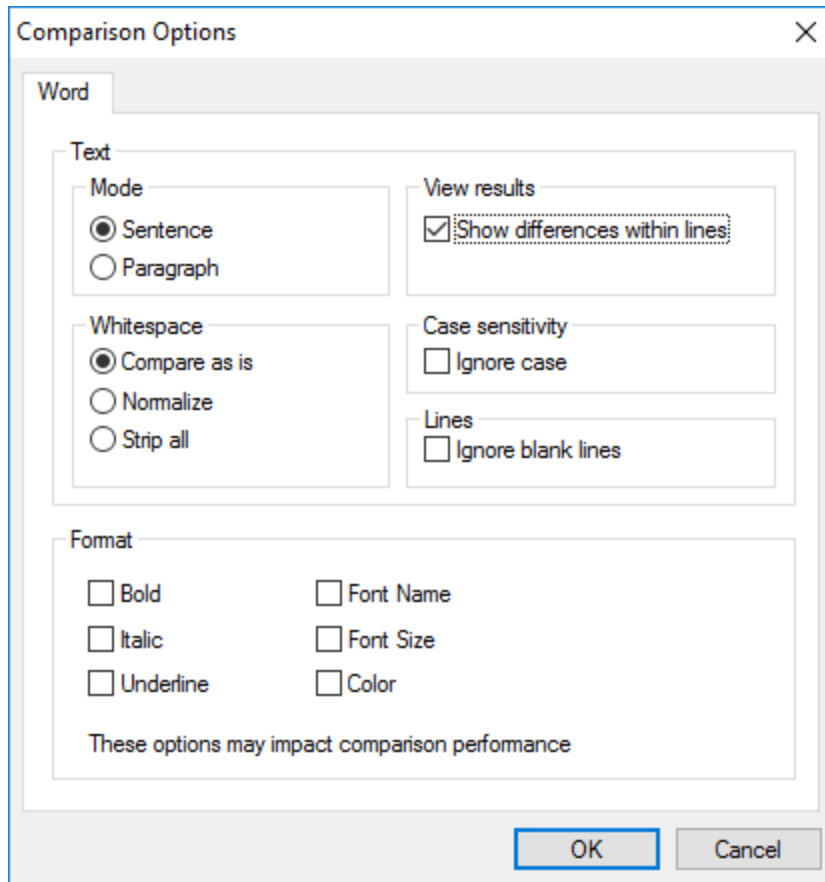 Comparison Options
Word
Text
Mode
Sentence
Paragraph
View results
Show differences within lines
Whitespace
Compare as is
Normalize
Strip all
Case sensitivity
Ignore case
Lines
Ignore blank lines
Format
Bold
Font Name
Italic
Font Size
Underline
Color
These options may impact comparison performance
OK
Cancel